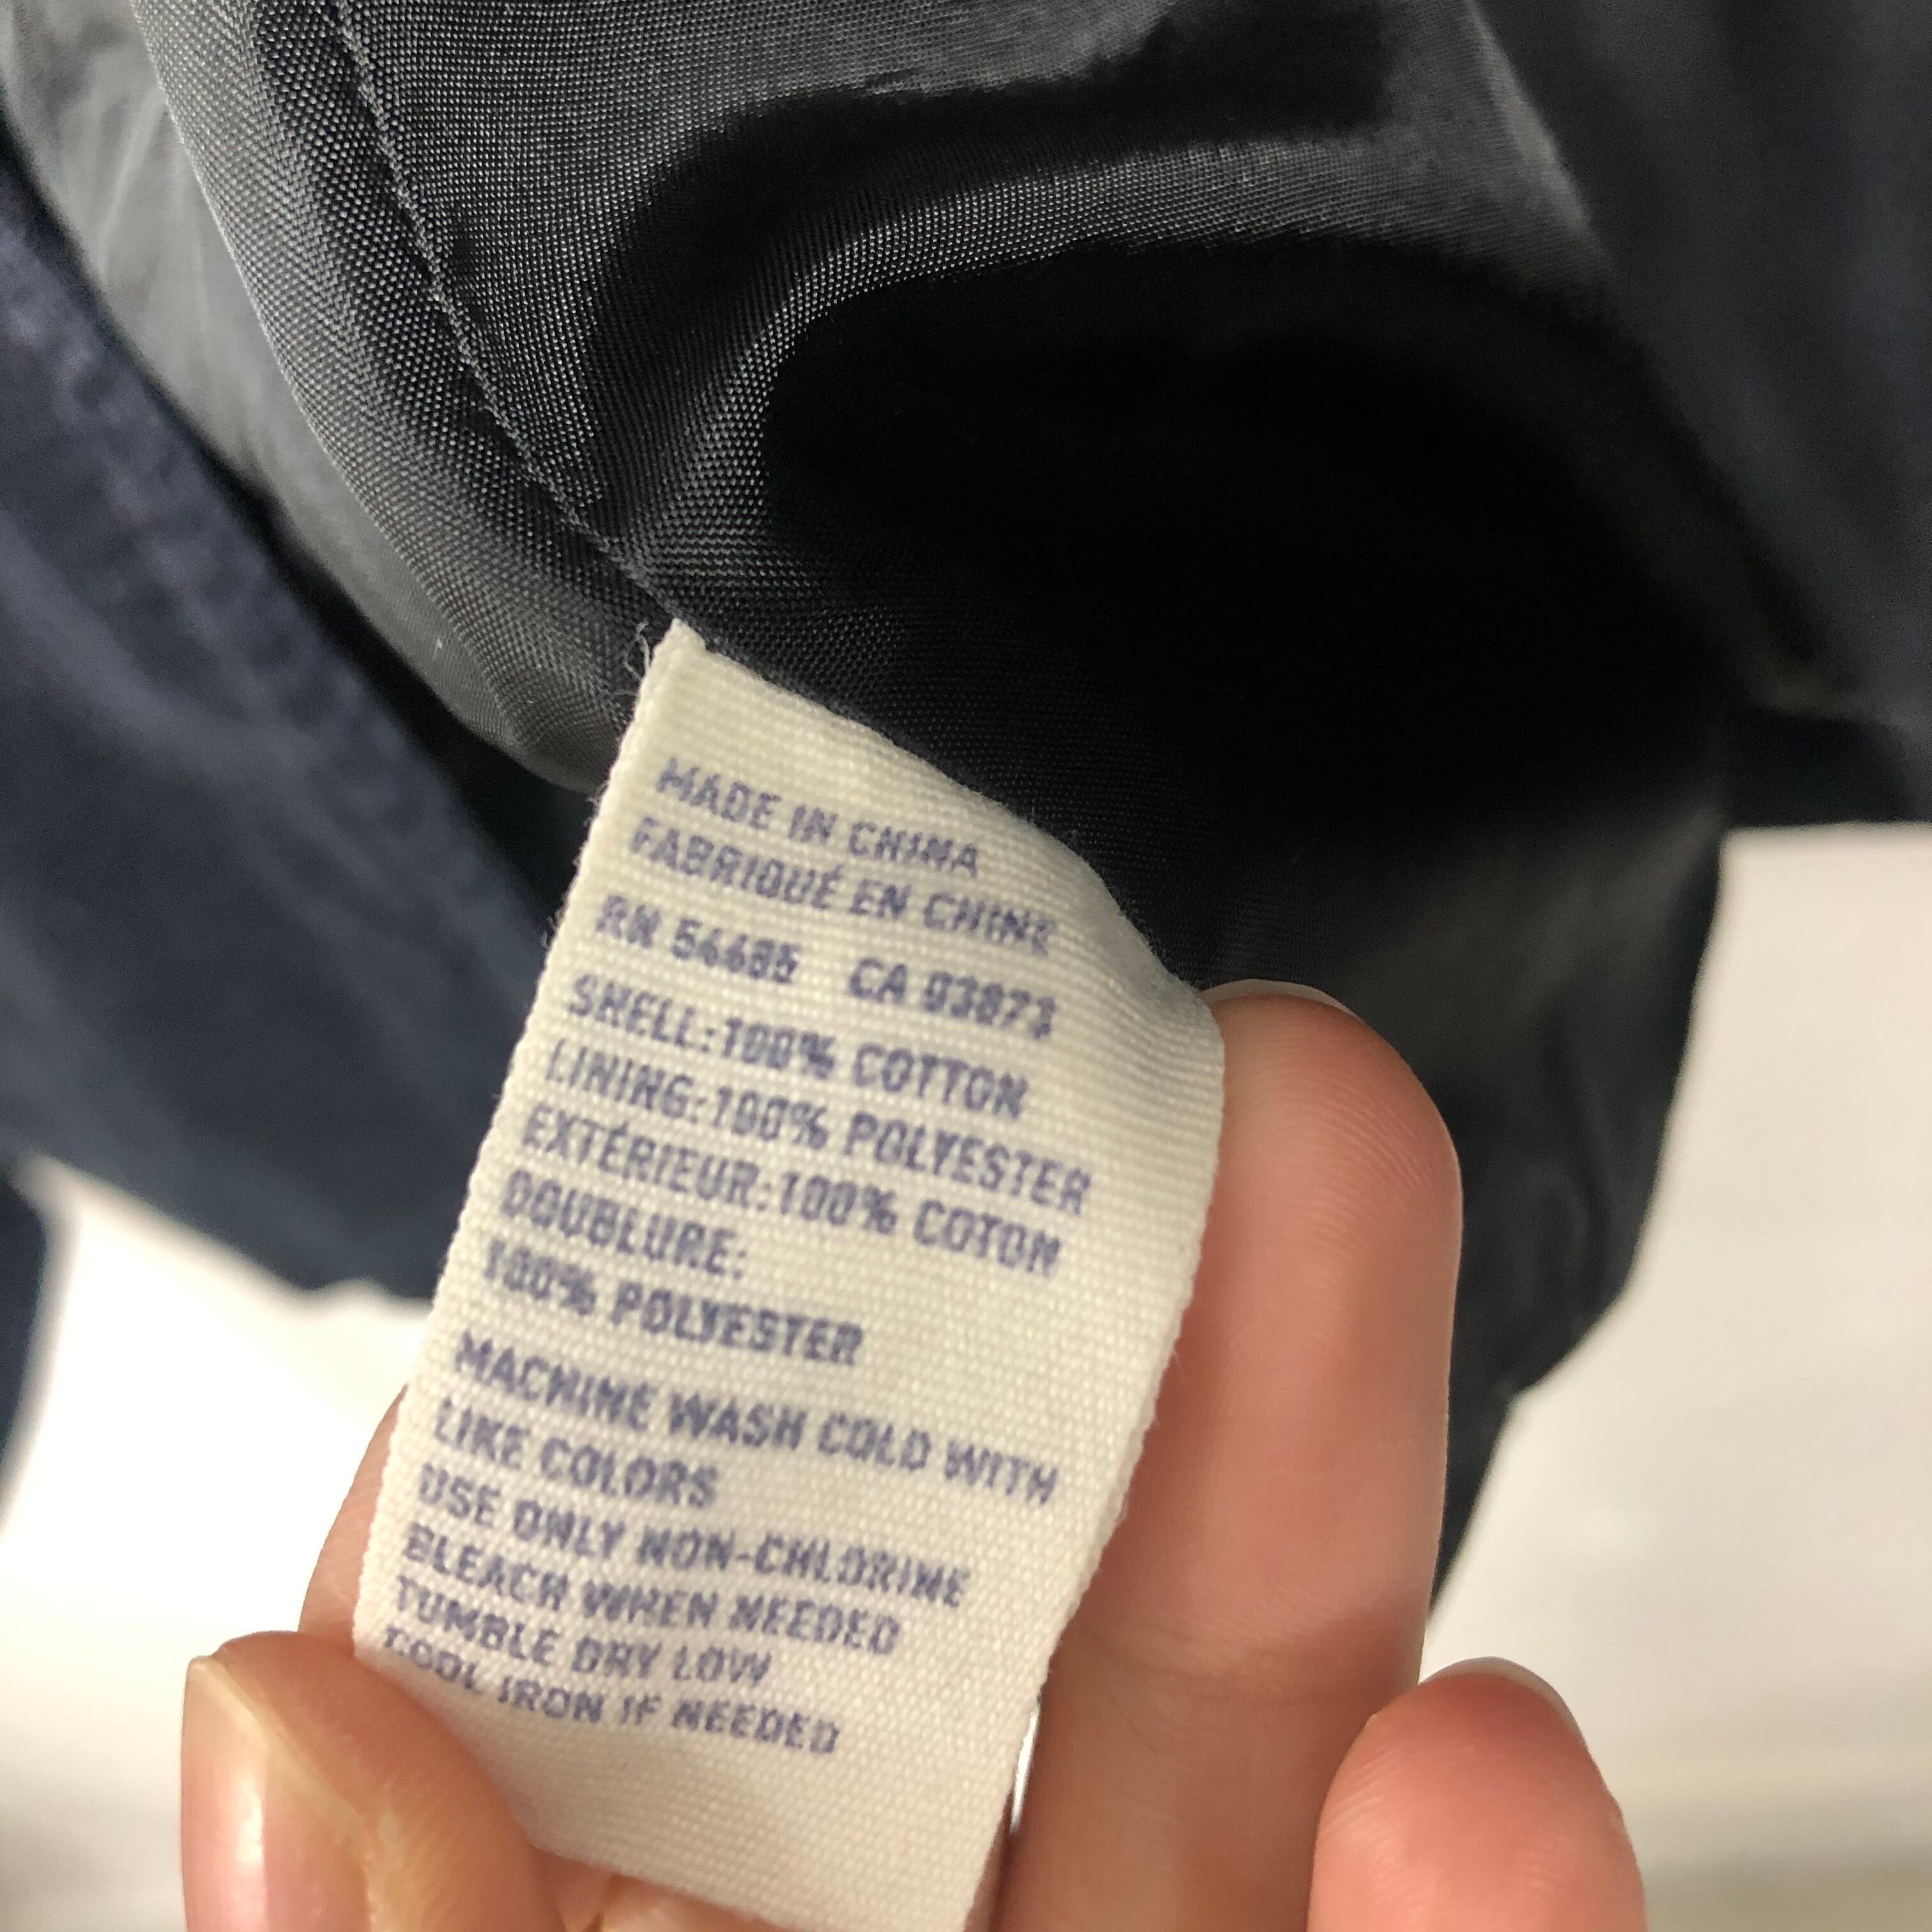 MADE IN CHINA
FABRIQUÉ EN CHINE
RN 54485 CA 03873
SHELL:100% COTTON
LINING:100% POLYESTER
EXTÉRIEUR:100% COTON
DOUBLURE:
100% POLYESTER
MACHINE WASH COLD WITH
LIKE COLORS
USE ONLY NON-CHLORINE
BLEACH WHEN NEEDED
TUMBLE DRY LOW
COOL IRON IF NEEDED